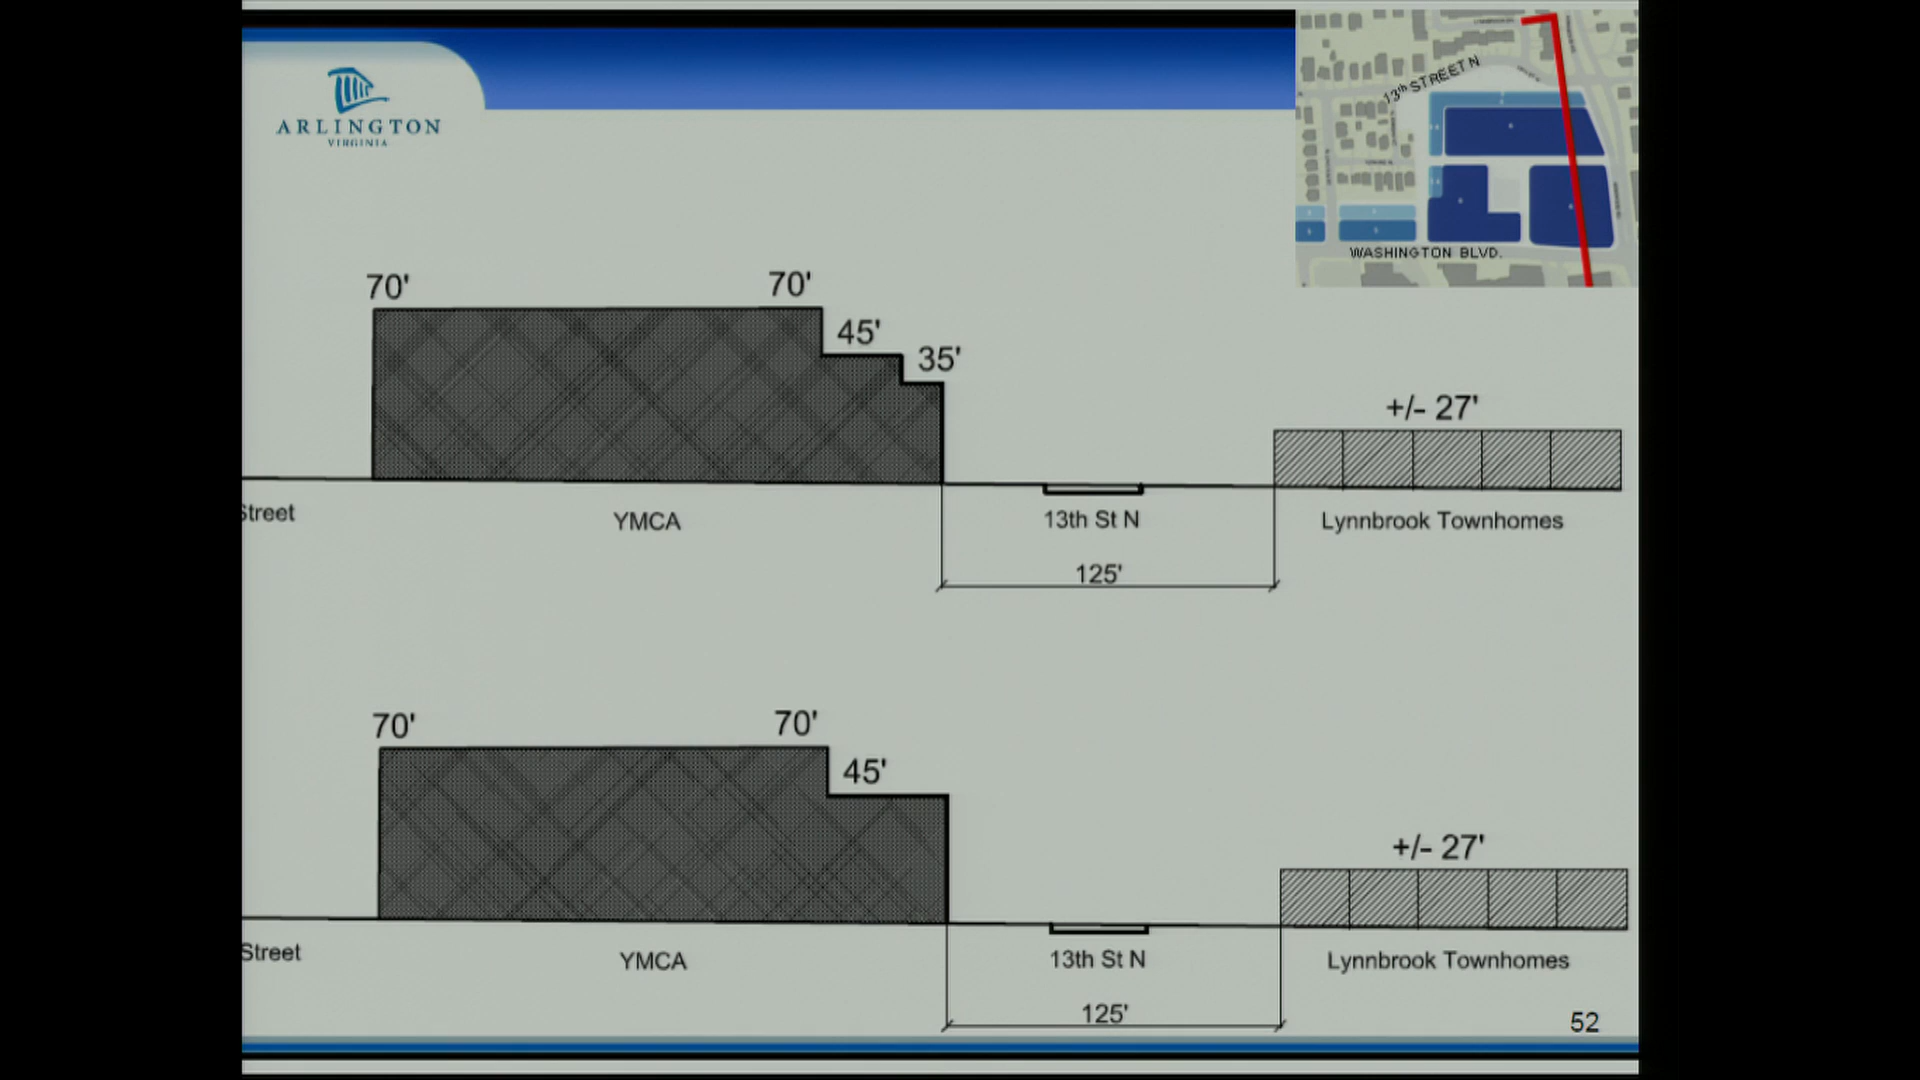 ARLINGTON
VIRGINIA
13th STREET N
WASHINGTON BLVD.
70'
70'
45'
35'
+/- 27'
Street
YMCA
13th St N
Lynnbrook Townhomes
125'
70'
70'
45'
+/- 27'
Street
YMCA
13th St N
Lynnbrook Townhomes
125'
52